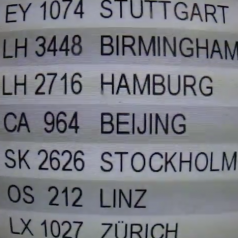 EY 1074 STUTTGART
LH 3448 BIRMINGHAM
LH 2716 HAMBURG
CA 964 BEIJING
SK 2626 STOCKHOLM
OS 212 LINZ
LX 1027 ZÜRICH